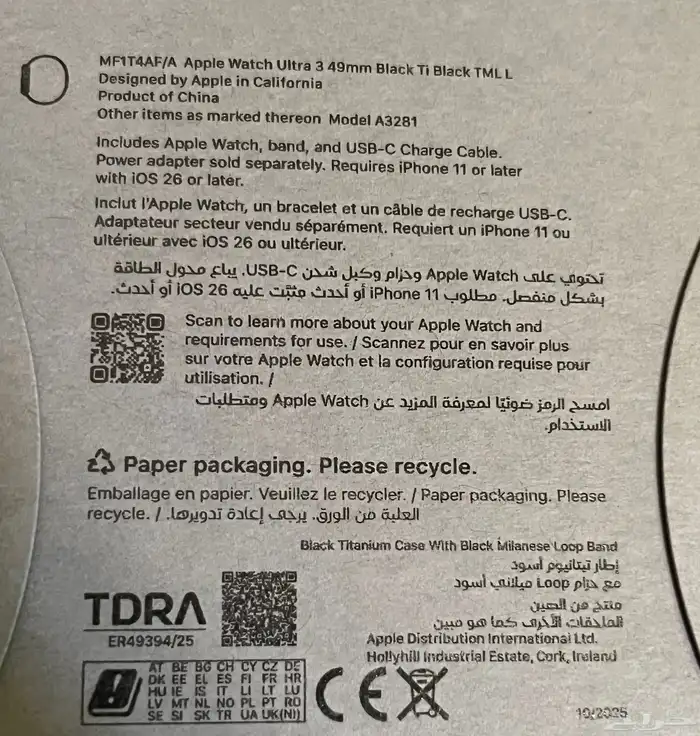 MF1T4AF/A Apple Watch Ultra 3 49mm Black Ti Black TML L
Designed by Apple in California
Product of China
Other items as marked thereon Model A3281
Includes Apple Watch, band, and USB-C Charge Cable.
Power adapter sold separately. Requires iPhone 11 or later
with iOS 26 or later.
Inclut l'Apple Watch, un bracelet et un câble de recharge USB-C.
Adaptateur secteur vendu séparément. Requiert un iPhone 11 ou
ultérieur avec iOS 26 ou ultérieur.
تحتوي على Apple Watch وحزام وكبل شحن USB-C. يباع محول الطاقة
بشكل منفصل. مطلوب iPhone 11 أو أحدث مثبَّت عليه iOS 26 أو أحدث.
Scan to learn more about your Apple Watch and
requirements for use. / Scannez pour en savoir plus
sur votre Apple Watch et la configuration requise pour
utilisation. /
امسح الرمز ضوئيًا لمعرفة المزيد عن Apple Watch ومتطلبات
الاستخدام.
Paper packaging. Please recycle.
Emballage en papier. Veuillez le recycler. / Paper packaging. Please
recycle. / العلبة من الورق. يرجى إعادة تدويرها.
Black Titanium Case With Black Milanese Loop Band
إطار تيتانيوم أسود
مع حزام Loop ميلاني أسود
منتج من الصين
الملحقات الأخرى كما هو مبين
Apple Distribution International Ltd.
Hollyhill Industrial Estate, Cork, Ireland
TDRA
ER49394/25
AT BE BG CH CY CZ DE
DK EE EL ES FI FR HR
HU IE IS IT LI LT LU
LV MT NL NO PL PT RO
SE SI SK TR UA UK(NI)
CE
10/2025
حراج